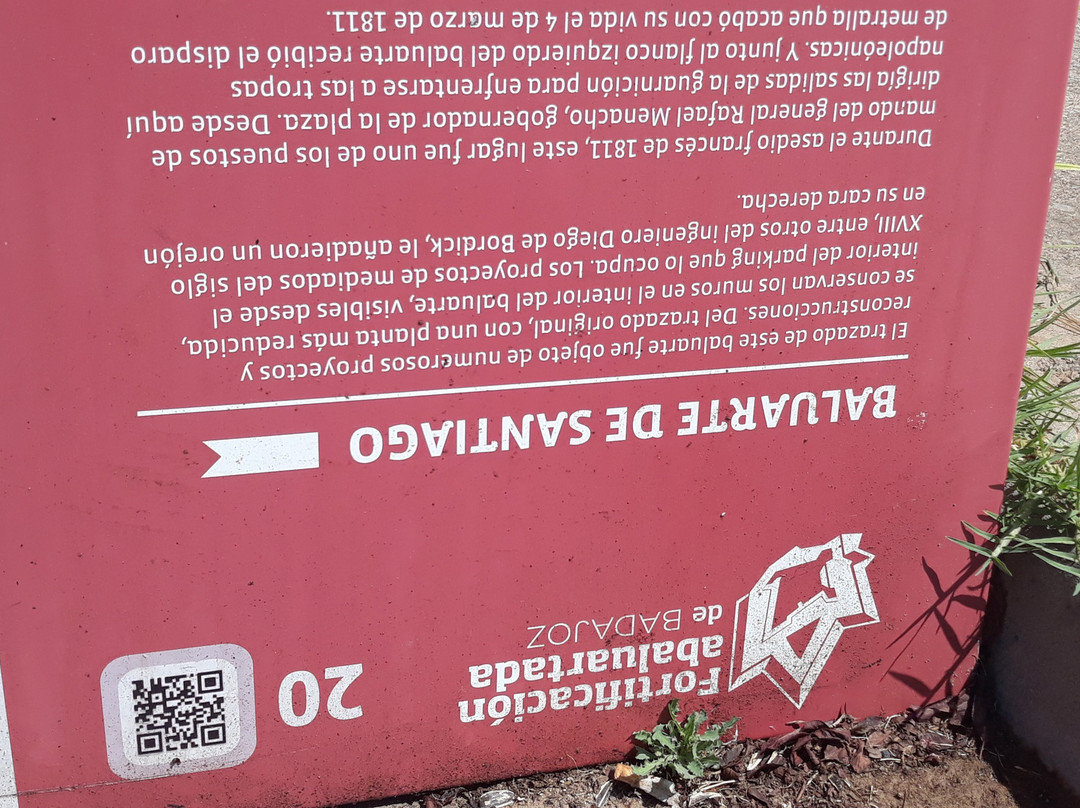 Fortificación
abaluartada
de BADAJOZ
20
BALUARTE DE SANTIAGO
El trazado de este baluarte fue objeto de numerosos proyectos y
reconstrucciones. Del trazado original, con una planta más reducida,
se conservan los muros en el interior del baluarte, visibles desde el
interior del parking que lo ocupa. Los proyectos de mediados del siglo
XVIII, entre otros del ingeniero Diego de Bordick, le añadieron un orejón
en su cara derecha.
Durante el asedio francés de 1811, este lugar fue uno de los puestos de
mando del general Rafael Menacho, gobernador de la plaza. Desde aquí
dirigía las salidas de la guarnición para enfrentarse a las tropas
napoleónicas. Y junto al flanco izquierdo del baluarte recibió el disparo
de metralla que acabó con su vida el 4 de marzo de 1811.